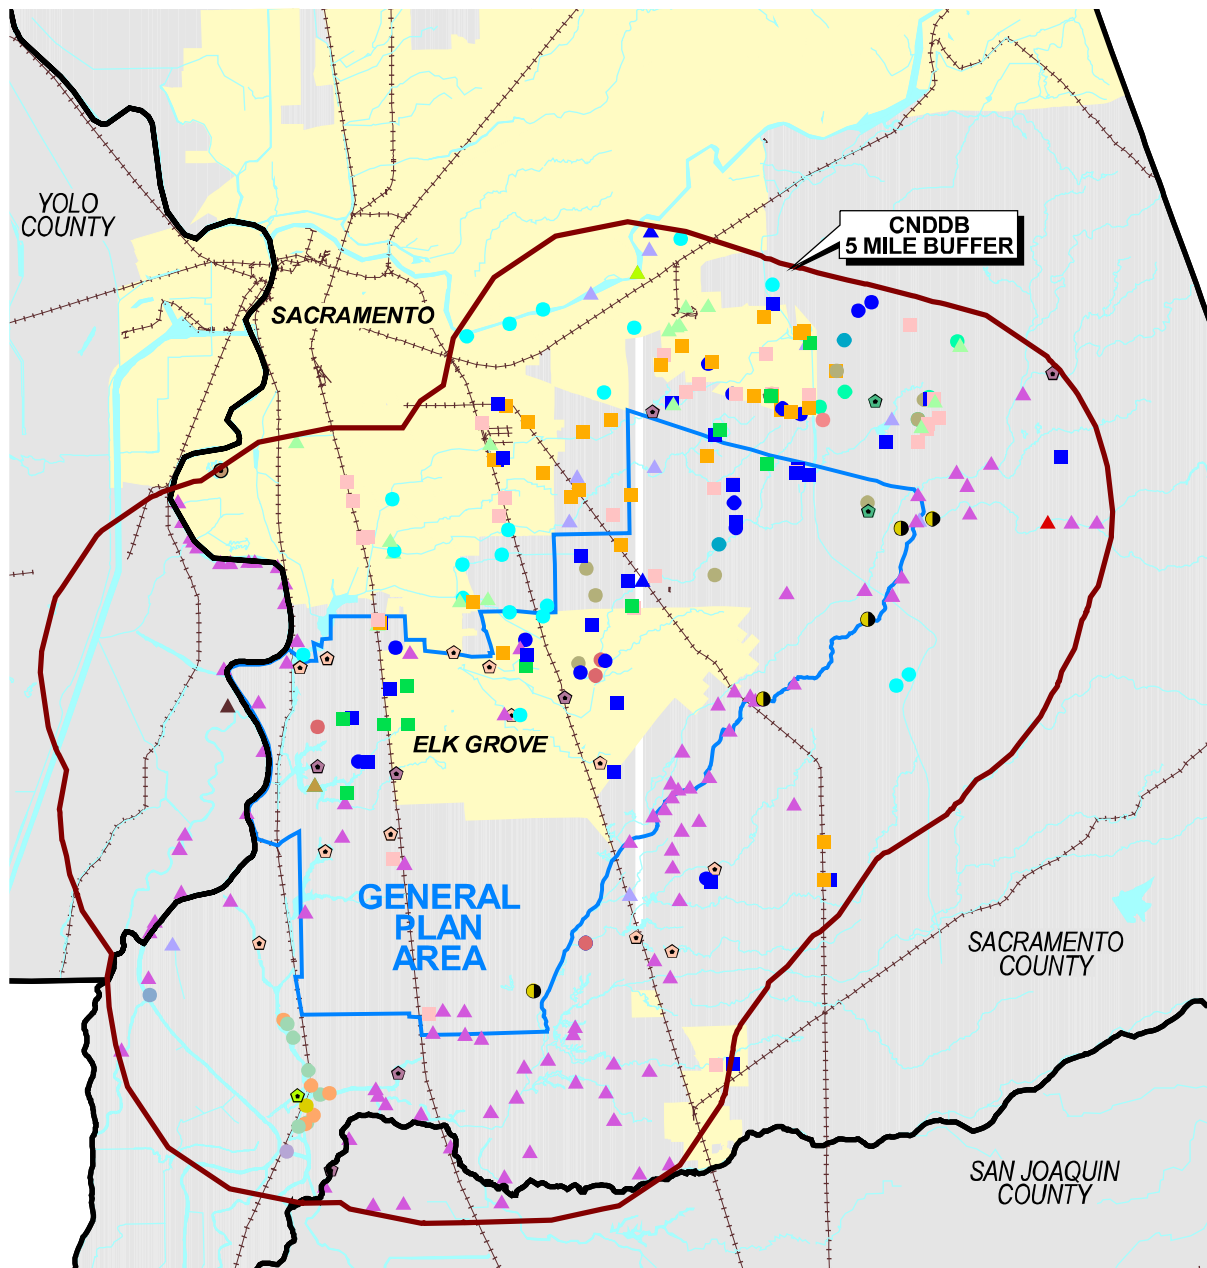 YOLO
COUNTY
CNDDB
5 MILE BUFFER
SACRAMENTO
ELK GROVE
GENERAL
PLAN
AREA
SACRAMENTO
COUNTY
SAN JOAQUIN
COUNTY